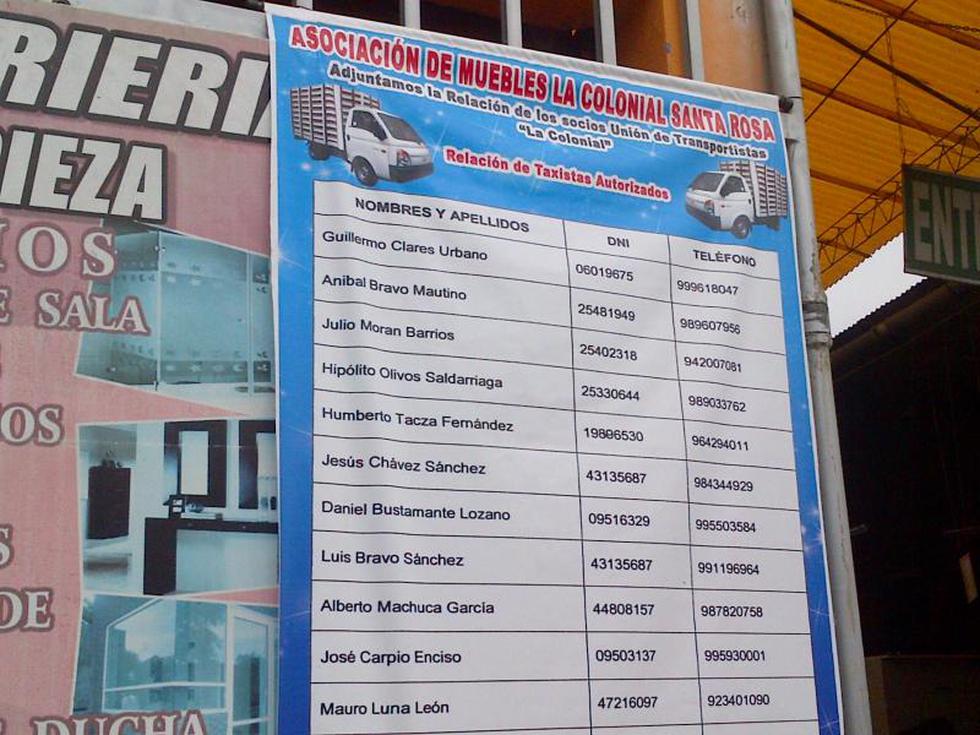 RIERI
IEZA
IOS
E SALA
OS
S
DE
DUCHA
ASOCIACIÓN DE MUEBLES LA COLONIAL SANTA ROSA
Adjuntamos la Relación de los socios Unión de Transportistas
"La Colonial"
Relación de Taxistas Autorizados
NOMBRES Y APELLIDOS DNI TELÉFONO
Guillermo Clares Urbano 06019675 999618047
Anibal Bravo Mautino 25481949 989607956
Julio Moran Barrios 25402318 942007081
Hipólito Olivos Saldarriaga 25330644 989033762
Humberto Tacza Fernández 19806530 964294011
Jesús Chávez Sánchez 43135687 984344929
Daniel Bustamante Lozano 09516329 995503584
Luis Bravo Sánchez 43135687 991196964
Alberto Machuca García 44808157 987820758
José Carpio Enciso 09503137 995930001
Mauro Luna León 47216097 923401090
ENT